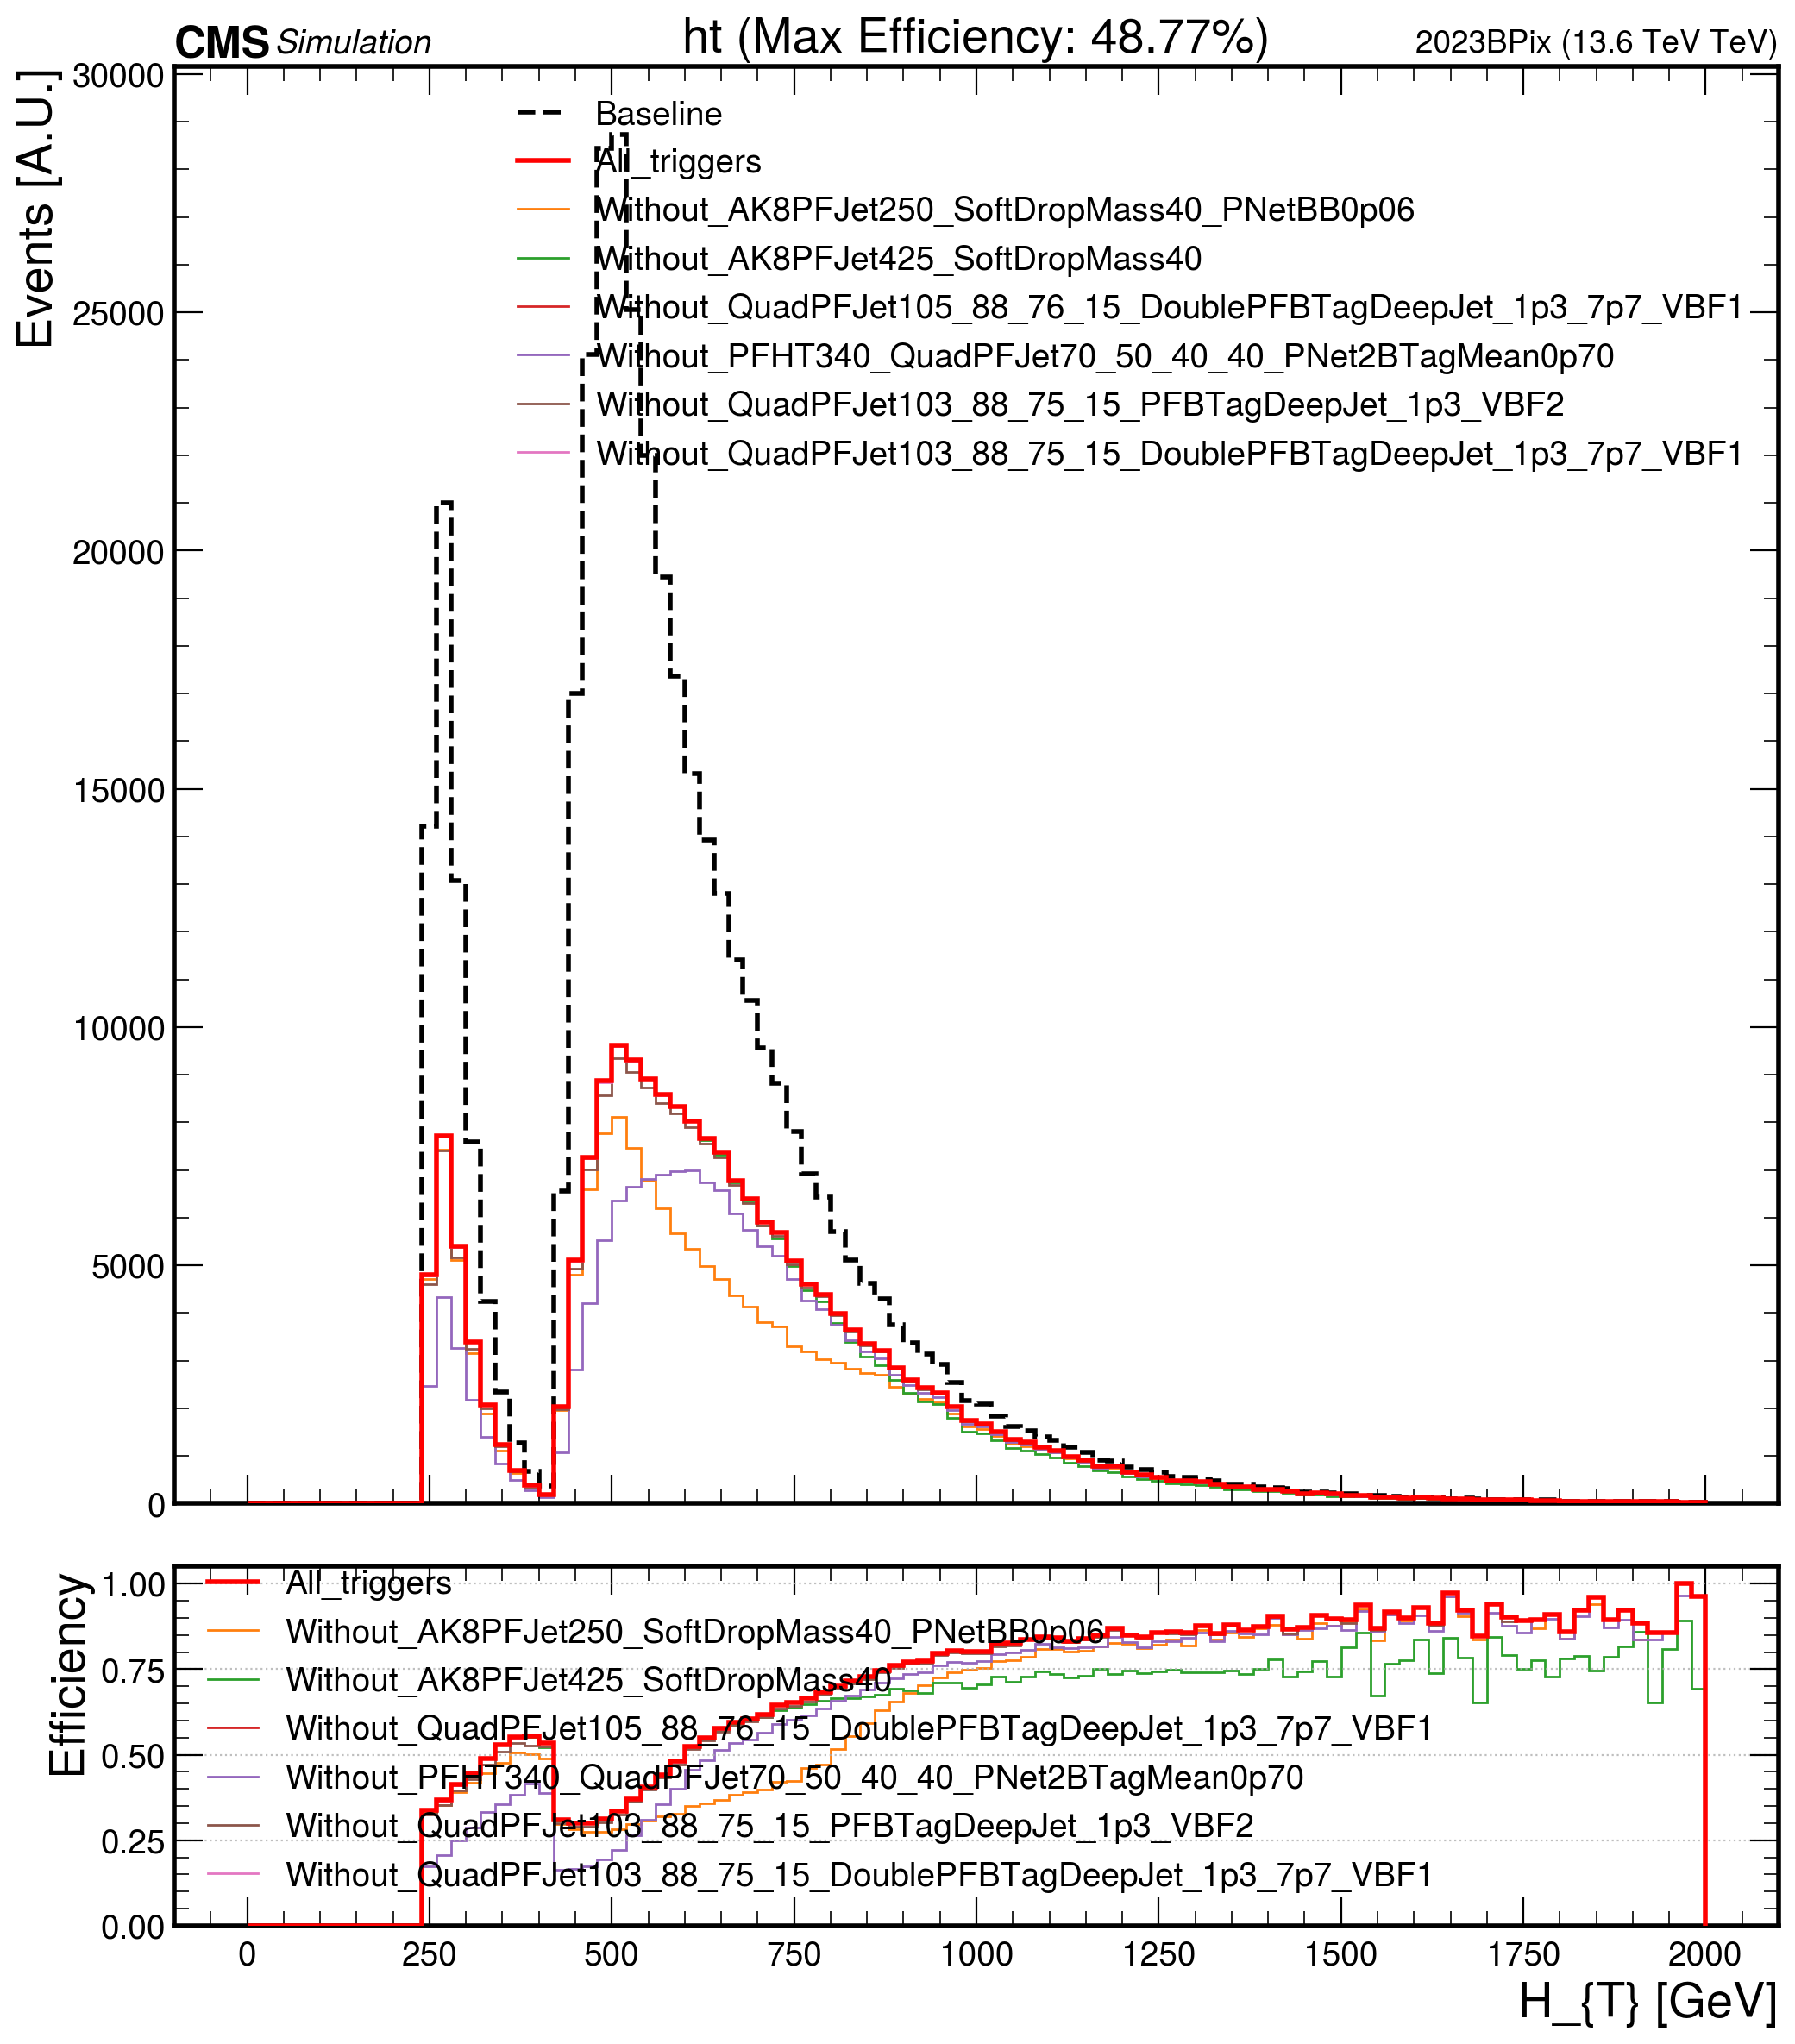 CMS Simulation ht (Max Efficiency: 48.77%) 2023BPix (13.6 TeV TeV)
Events [A.U.]
30000
25000
20000
15000
10000
5000
0
Baseline
All_triggers
Without_AK8PFJet250_SoftDropMass40_PNetBB0p06
Without_AK8PFJet425_SoftDropMass40
Without_QuadPFJet105_88_76_15_DoublePFBTagDeepJet_1p3_7p7_VBF1
Without_PFHT340_QuadPFJet70_50_40_40_PNet2BTagMean0p70
Without_QuadPFJet103_88_75_15_PFBTagDeepJet_1p3_VBF2
Without_QuadPFJet103_88_75_15_DoublePFBTagDeepJet_1p3_7p7_VBF1
Efficiency
1.00
0.75
0.50
0.25
0.00
All_triggers
Without_AK8PFJet250_SoftDropMass40_PNetBB0p06
Without_AK8PFJet425_SoftDropMass40
Without_QuadPFJet105_88_76_15_DoublePFBTagDeepJet_1p3_7p7_VBF1
Without_PFHT340_QuadPFJet70_50_40_40_PNet2BTagMean0p70
Without_QuadPFJet103_88_75_15_PFBTagDeepJet_1p3_VBF2
Without_QuadPFJet103_88_75_15_DoublePFBTagDeepJet_1p3_7p7_VBF1
0 250 500 750 1000 1250 1500 1750 2000
H_{T} [GeV]